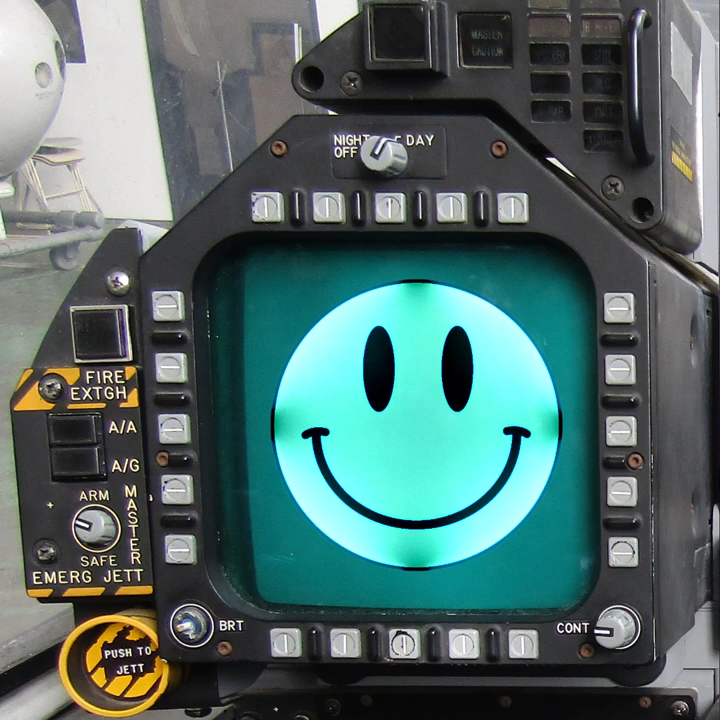 MASTER
CAUTION
NIGHT DAY
OFF
FIRE
EXTGH
A/A
A/G
ARM
MASTER
SAFE
EMERG JETT
BRT
CONT
PUSH TO
JETT